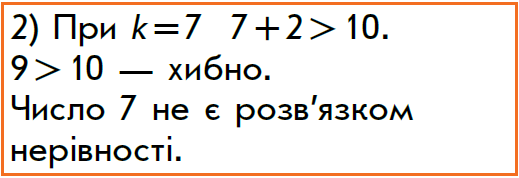 2) При k=7 7+2>10.
9>10 — хибно.
Число 7 не є розв'язком
нерівності.